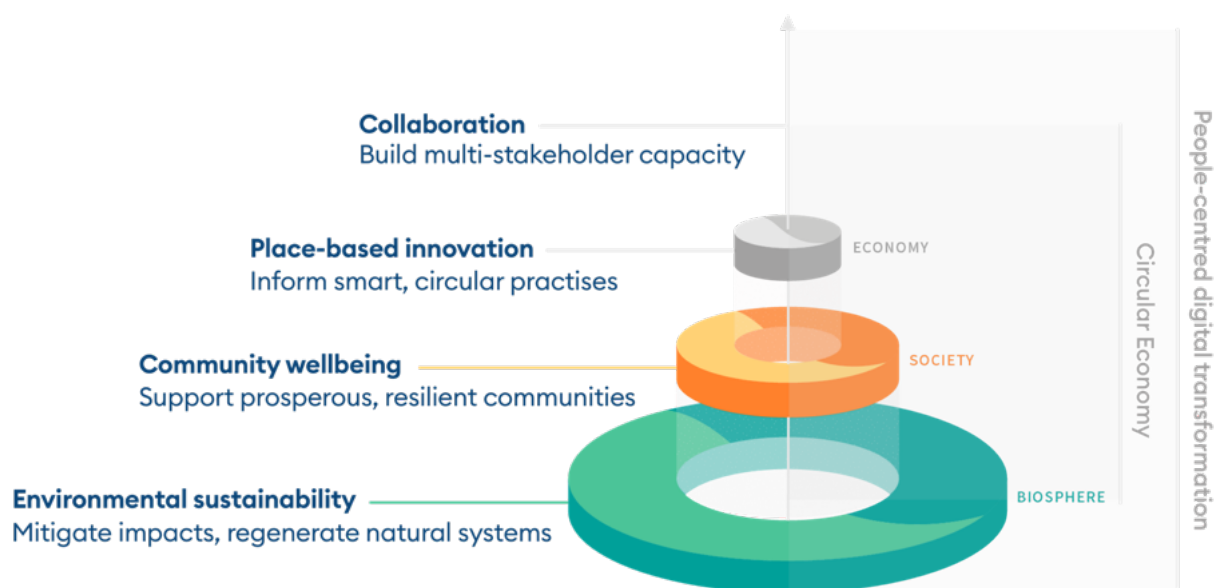 Collaboration
Build multi-stakeholder capacity
Place-based innovation
Inform smart, circular practises
ECONOMY
Community wellbeing
Support prosperous, resilient communities
SOCIETY
Environmental sustainability
Mitigate impacts, regenerate natural systems
BIOSPHERE
Circular Economy
People-centred digital transformation